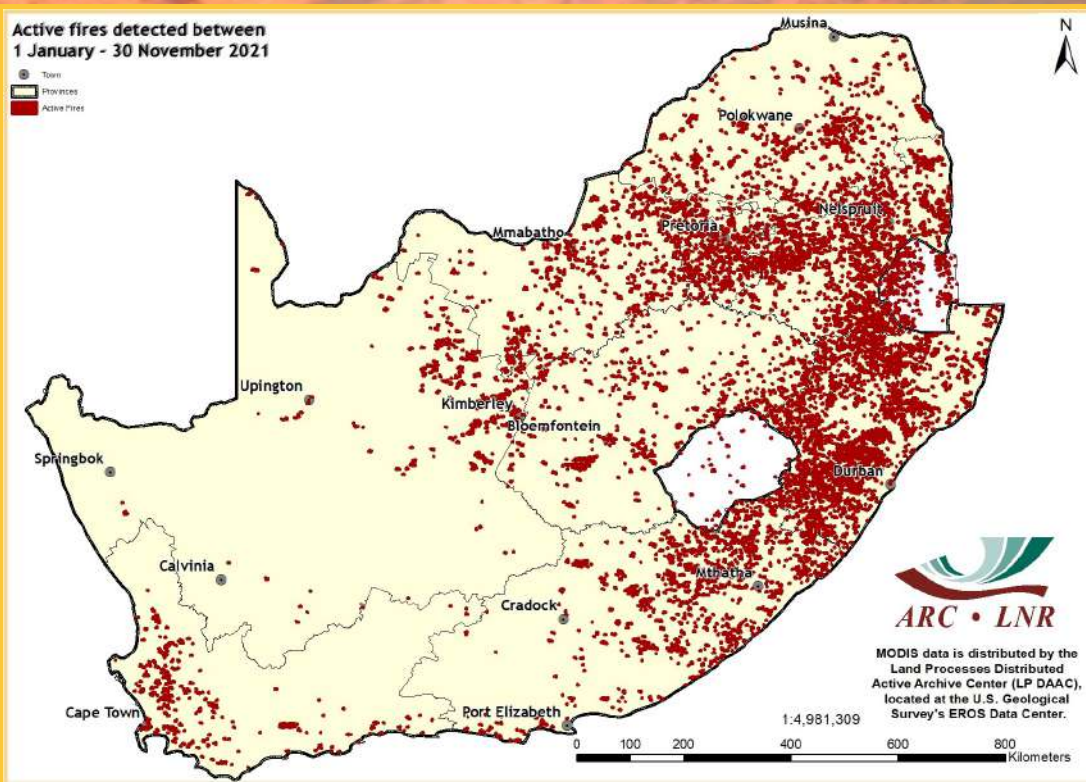 Active fires detected between
1 January - 30 November 2021
Town
Provinces
Active Fires
N
Musina
Polokwane
Nelspruit
Pretoria
Mmabatho
Upington
Kimberley
Bloemfontein
Springbok
Durban
Calvinia
Mthatha
Cradock
Cape Town
Port Elizabeth
ARC • LNR
MODIS data is distributed by the
Land Processes Distributed
Active Archive Center (LP DAAC),
located at the U.S. Geological
Survey's EROS Data Center.
1:4,981,309
0 100 200 400 600 800
Kilometers